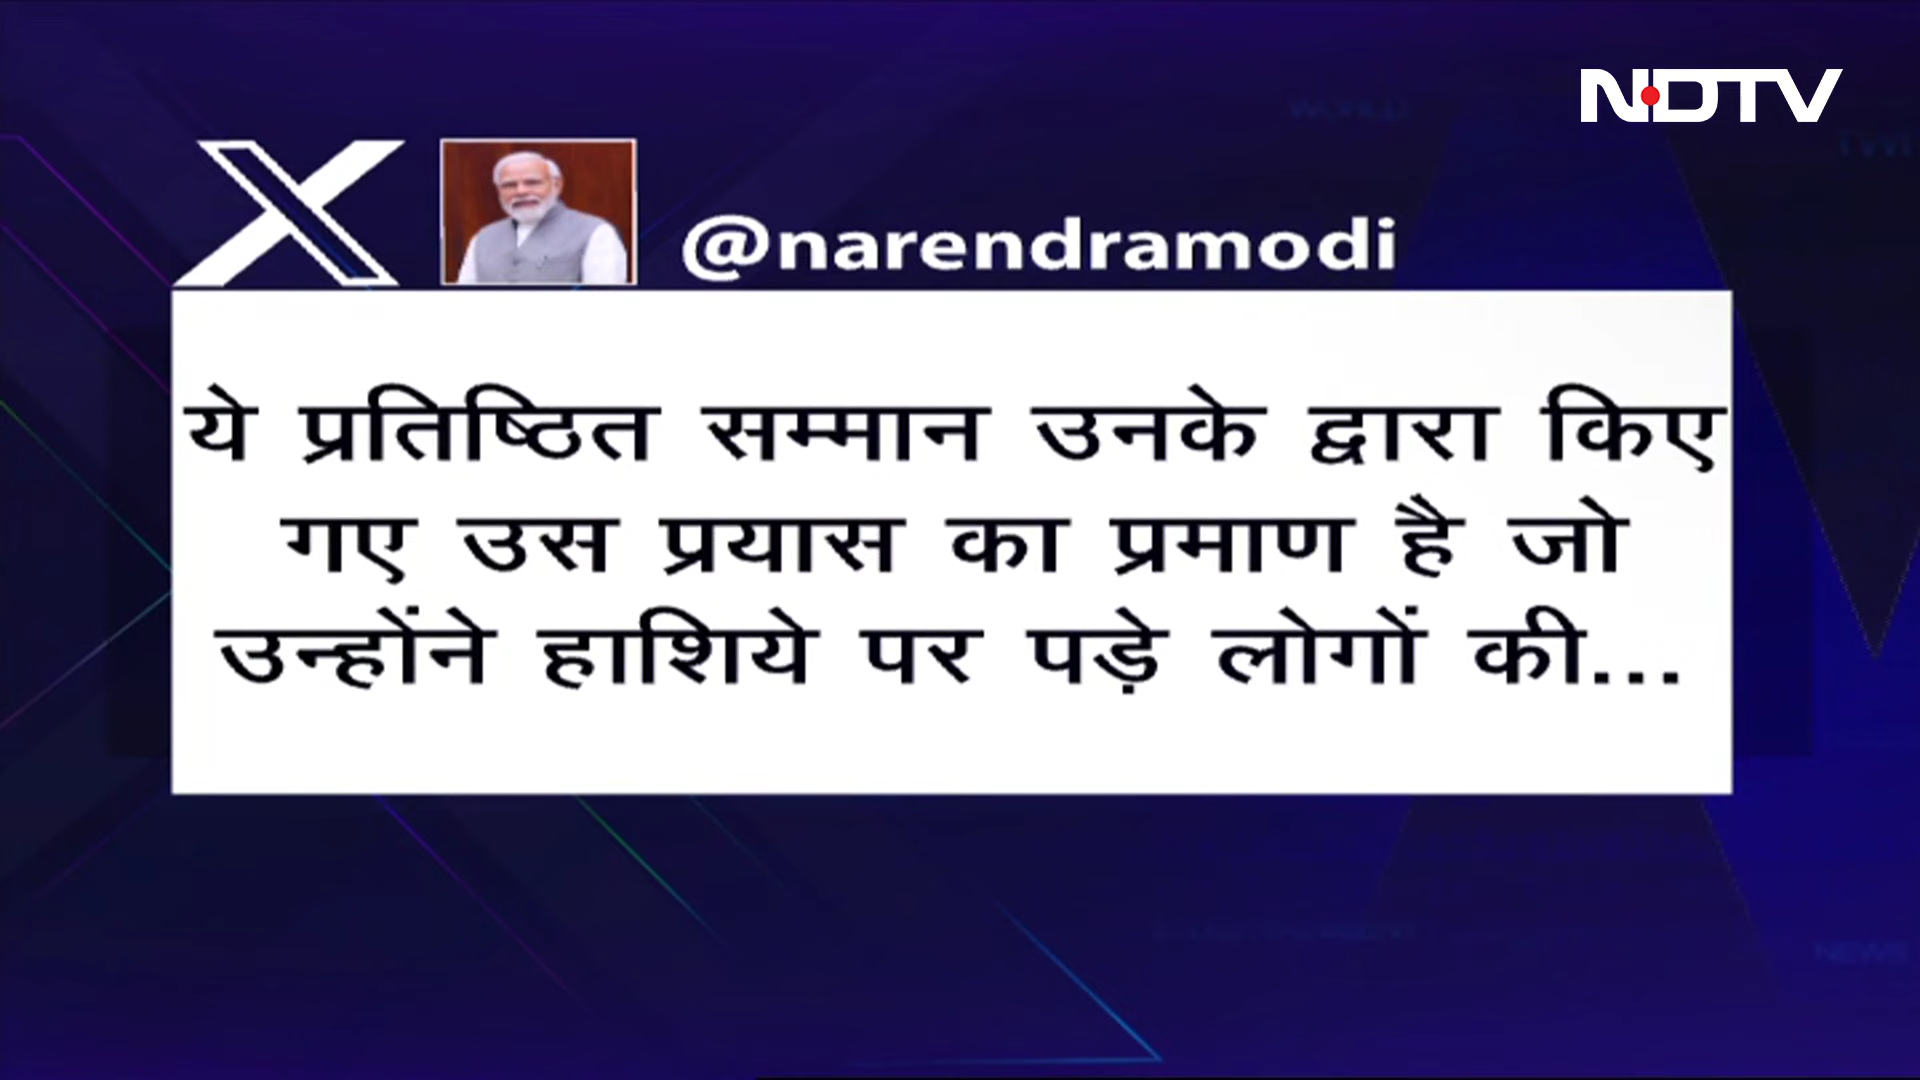 NDTV
@narendramodi
ये प्रतिष्ठित सम्मान उनके द्वारा किए
गए उस प्रयास का प्रमाण है जो
उन्होंने हाशिये पर पड़े लोगों की...